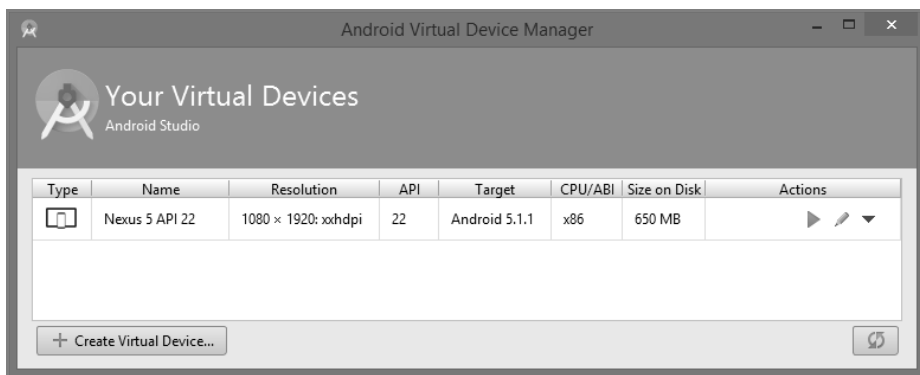 Android Virtual Device Manager
Your Virtual Devices
Android Studio
Type Name Resolution API Target CPU/ABI Size on Disk Actions
Nexus 5 API 22 1080 × 1920: xxhdpi 22 Android 5.1.1 x86 650 MB
Create Virtual Device...